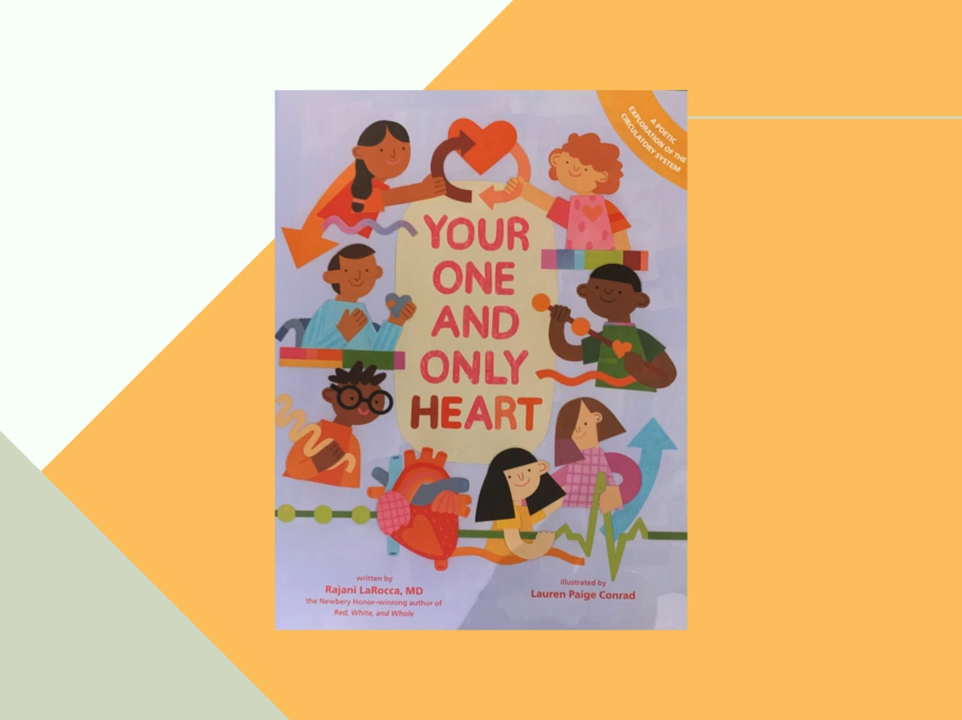 A POETIC
EXPLORATION OF THE
CIRCULATORY SYSTEM
YOUR
ONE
AND
ONLY
HEART
written by
Rajani LaRocca, MD
the Newbery Honor–winning author of
Red, White, and Whole
illustrated by
Lauren Paige Conrad